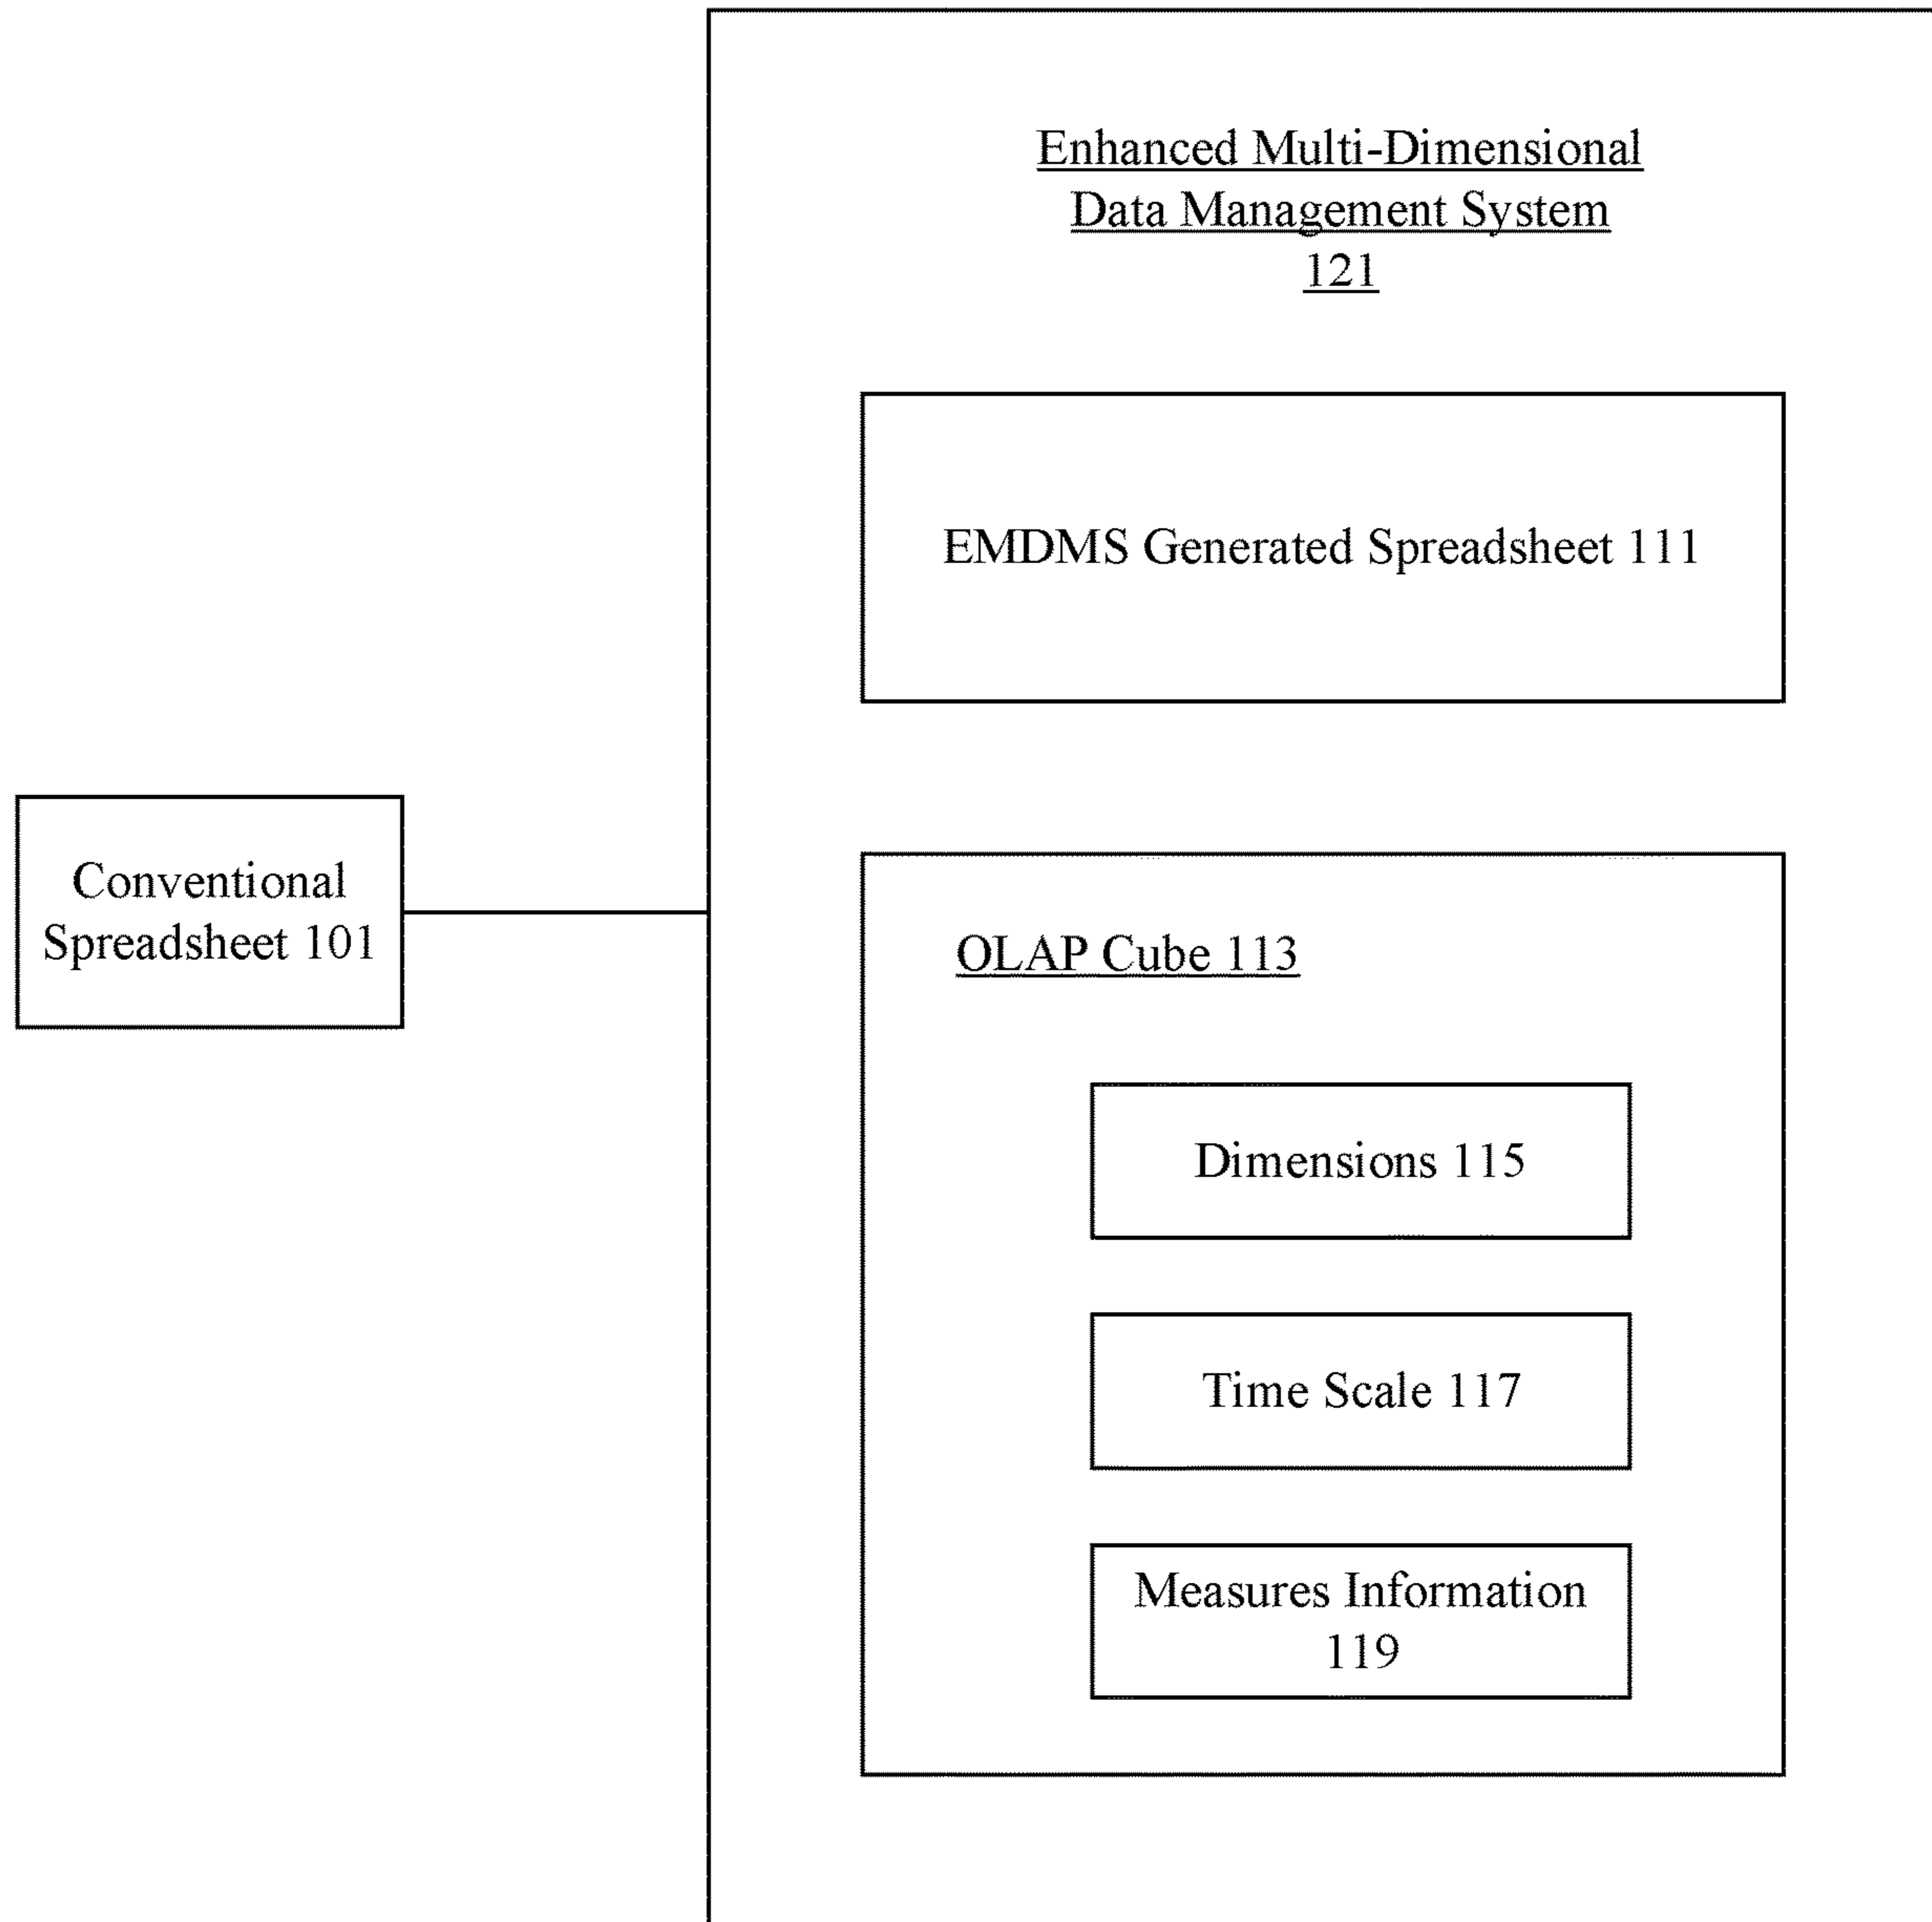 Enhanced Multi-Dimensional
Data Management System
121
EMDMS Generated Spreadsheet 111
Conventional
Spreadsheet 101
OLAP Cube 113
Dimensions 115
Time Scale 117
Measures Information
119